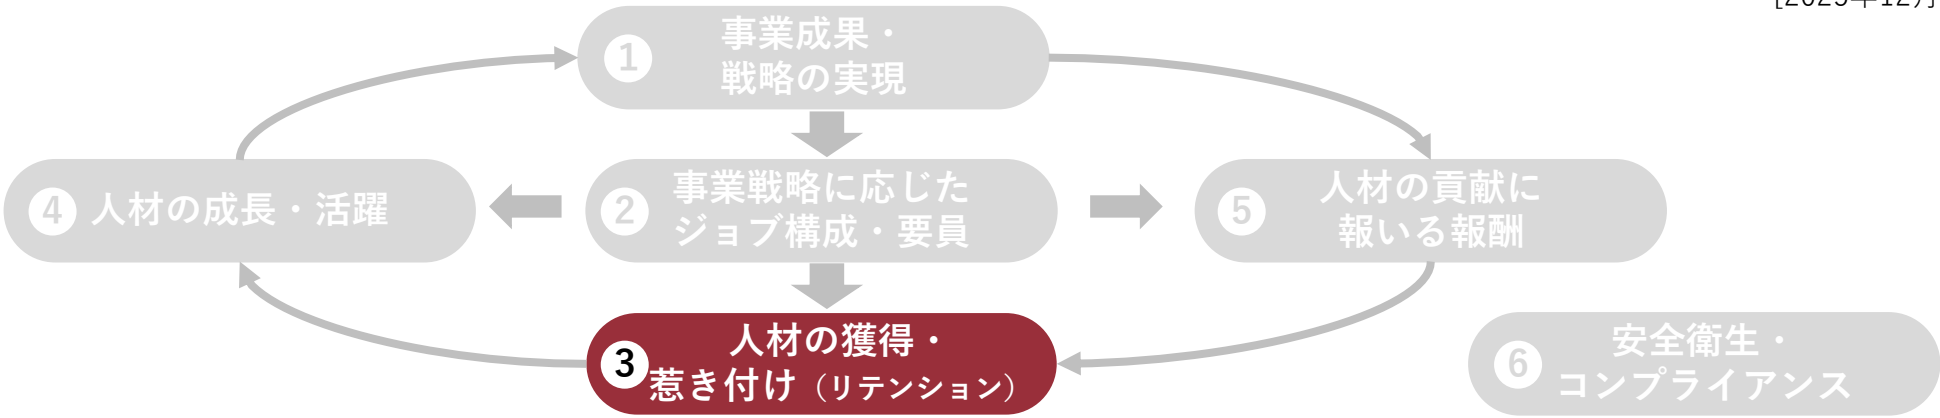 ① 事業成果・
戦略の実現
④ 人材の成長・活躍
② 事業戦略に応じた
ジョブ構成・要員
⑤ 人材の貢献に
報いる報酬
③ 人材の獲得・
惹き付け（リテンション）
⑥ 安全衛生・
コンプライアンス